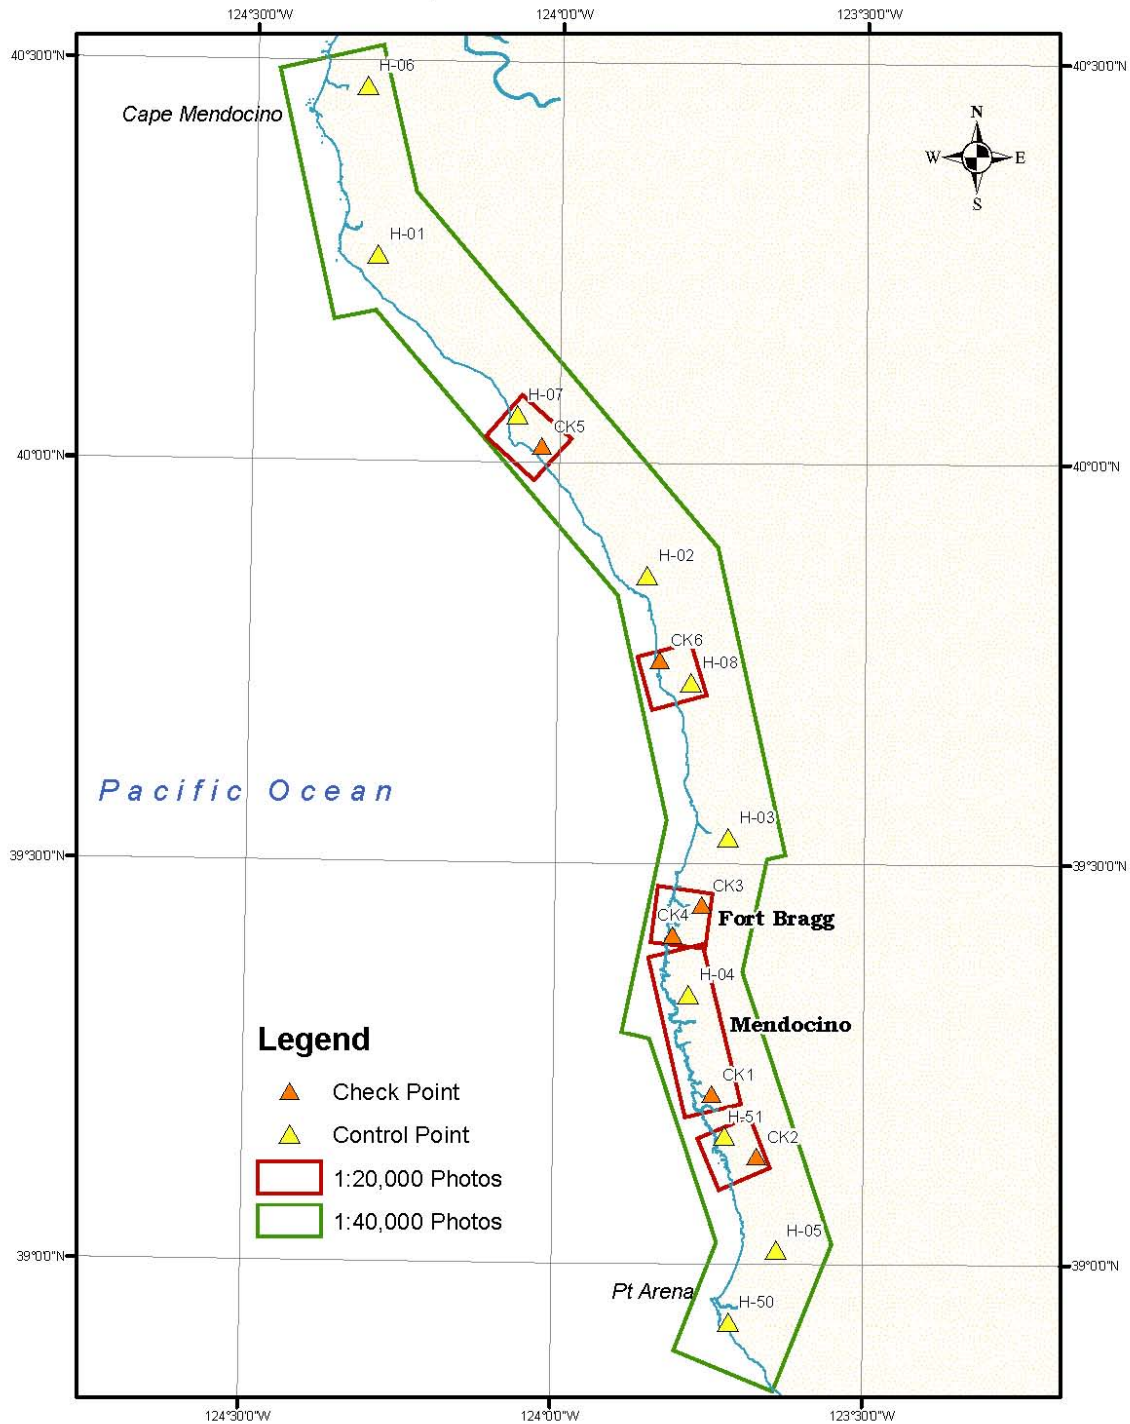 124°30'0"W
124°0'0"W
123°30'0"W
40°30'0"N
40°30'0"N
H-06
Cape Mendocino
N
W
E
S
H-01
H-07
CK5
40°0'0"N
40°0'0"N
H-02
CK6
H-08
Pacific Ocean
H-03
39°30'0"N
39°30'0"N
CK3
CK4
Fort Bragg
H-04
Mendocino
Legend
CK1
Check Point
H-51
Control Point
CK2
1:20,000 Photos
1:40,000 Photos
H-05
39°0'0"N
39°0'0"N
Pt Arena
H-50
124°30'0"W
124°0'0"W
123°30'0"W